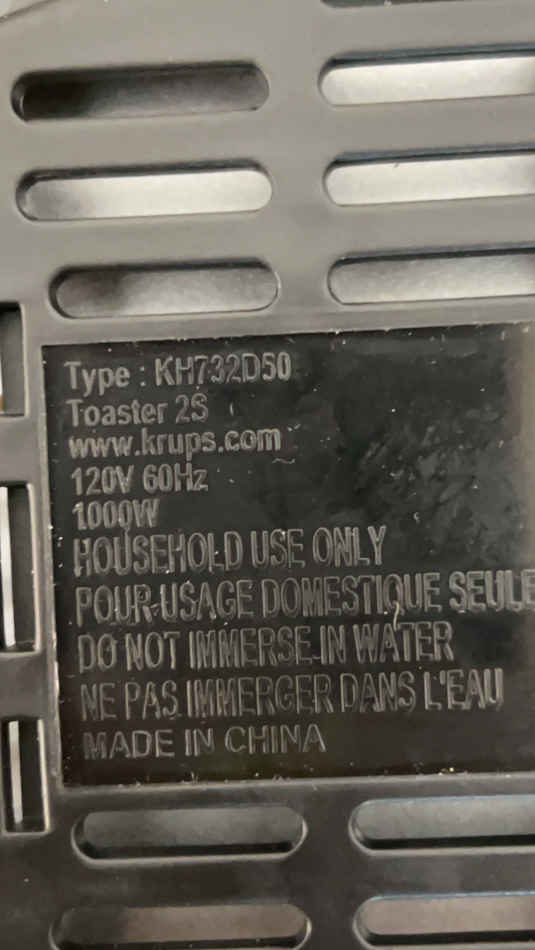 Type : KH732D50
Toaster 2S
www.krups.com
120V 60Hz
1000W
HOUSEHOLD USE ONLY
POUR USAGE DOMESTIQUE SEULE
DO NOT IMMERSE IN WATER
NE PAS IMMERGER DANS L'EAU
MADE IN CHINA